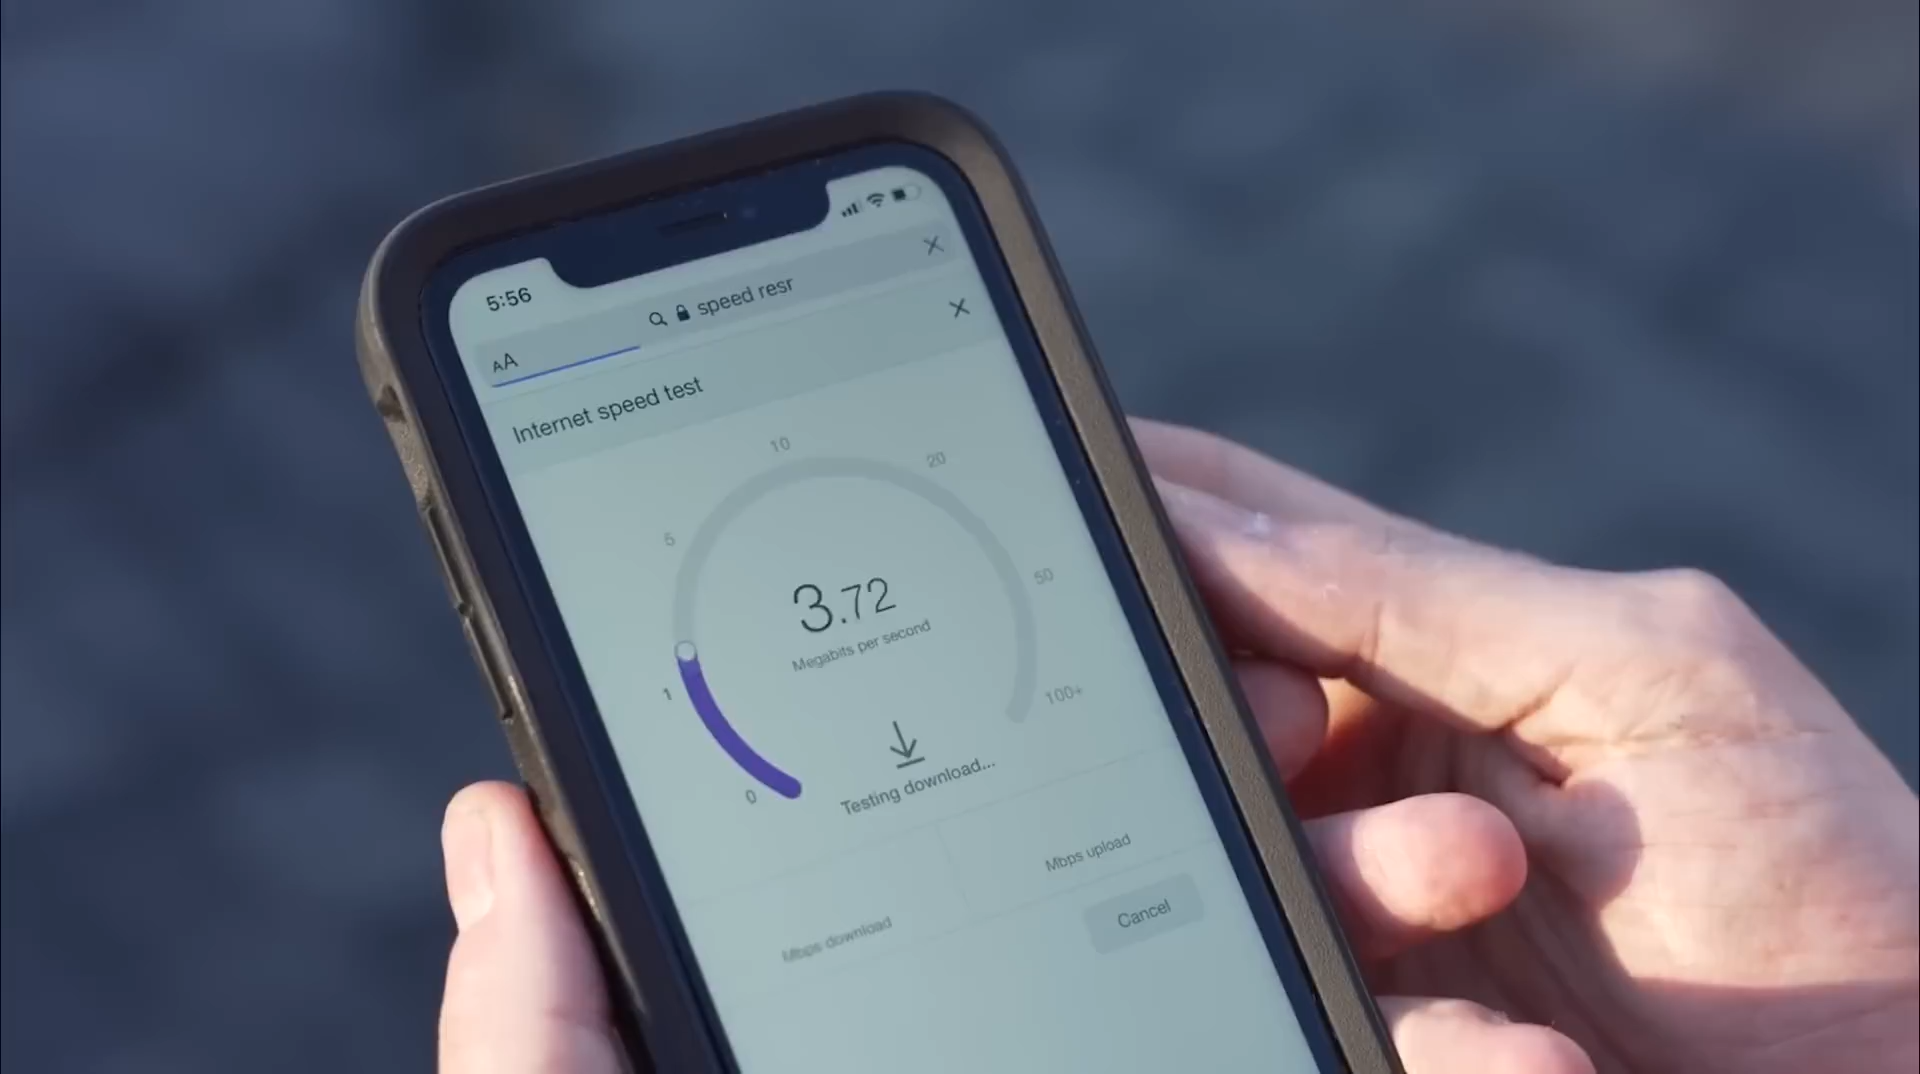 5:56
speed resr
AA
Internet speed test
10
20
5
50
3.72
Megabits per second
1
100+
0
Testing download...
Mbps upload
Mbps download
Cancel